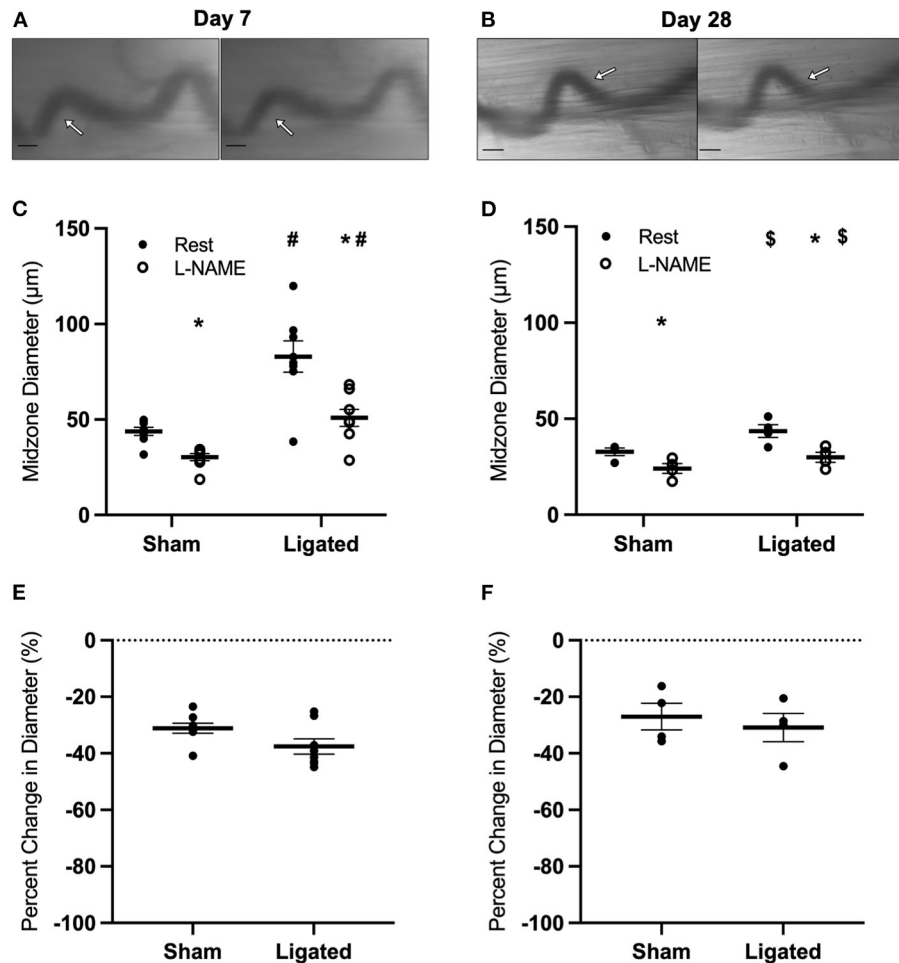 A Day 7 B Day 28
C D
150
Rest
L-NAME
# * #
*
100
50
0
Midzone Diameter (µm)
Sham Ligated
150
Rest
L-NAME
$ * $
*
100
50
0
Midzone Diameter (µm)
Sham Ligated
E F
0
-20
-40
-60
-80
-100
Percent Change in Diameter (%)
Sham Ligated
0
-20
-40
-60
-80
-100
Percent Change in Diameter (%)
Sham Ligated